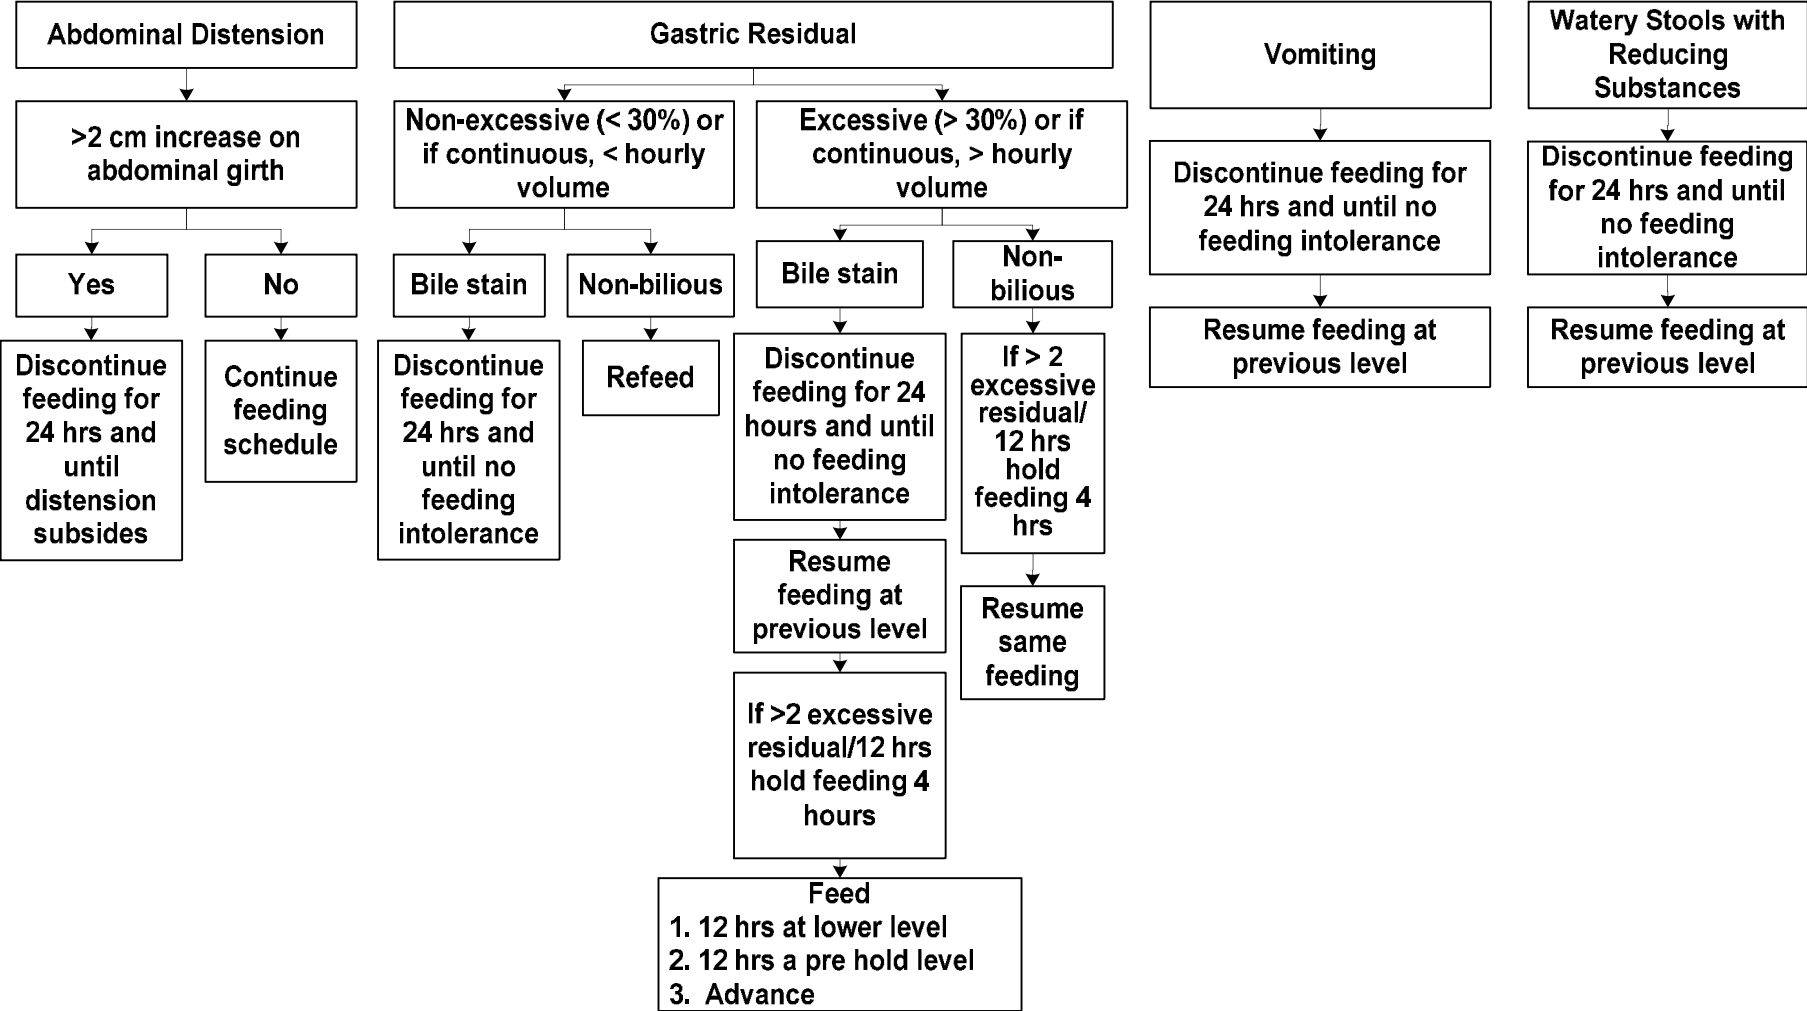 Abdominal Distension
>2 cm increase on
abdominal girth
Yes
No
Discontinue
feeding for
24 hrs and
until
distension
subsides
Continue
feeding
schedule
Gastric Residual
Non-excessive (< 30%) or
if continuous, < hourly
volume
Bile stain
Non-bilious
Discontinue
feeding for
24 hrs and
until no
feeding
intolerance
Refeed
Excessive (> 30%) or if
continuous, > hourly
volume
Bile stain
Non-
bilious
Discontinue
feeding for 24
hours and until
no feeding
intolerance
Resume
feeding at
previous level
If >2 excessive
residual/12 hrs
hold feeding 4
hours
Feed
1. 12 hrs at lower level
2. 12 hrs a pre hold level
3. Advance
If > 2
excessive
residual/
12 hrs
hold
feeding 4
hrs
Resume
same
feeding
Vomiting
Discontinue feeding for
24 hrs and until no
feeding intolerance
Resume feeding at
previous level
Watery Stools with
Reducing
Substances
Discontinue feeding
for 24 hrs and until
no feeding
intolerance
Resume feeding at
previous level